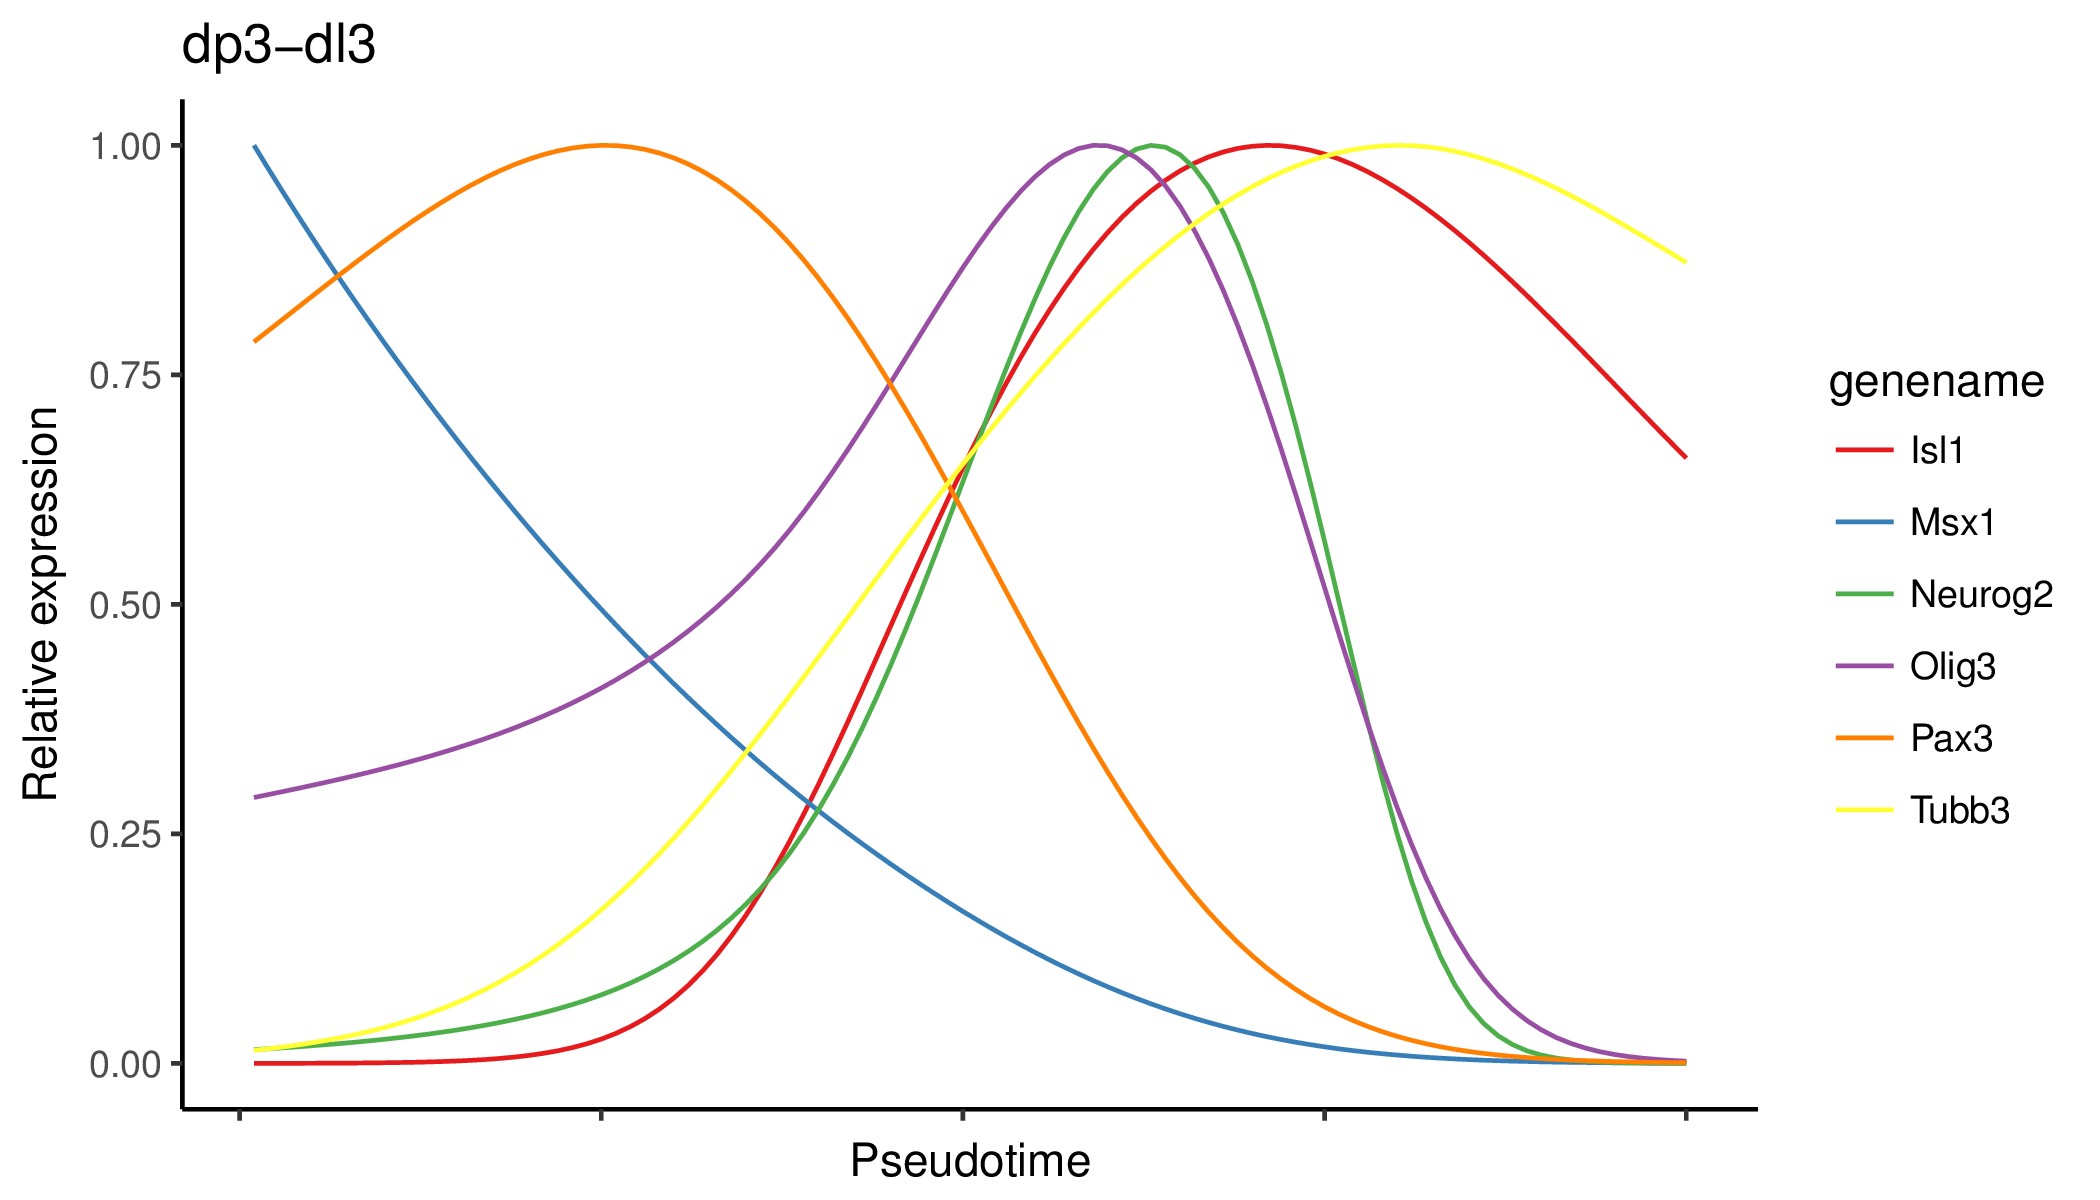 dp3−dl3
1.00
0.75
0.50
0.25
0.00
Relative expression
Pseudotime
genename
Isl1
Msx1
Neurog2
Olig3
Pax3
Tubb3